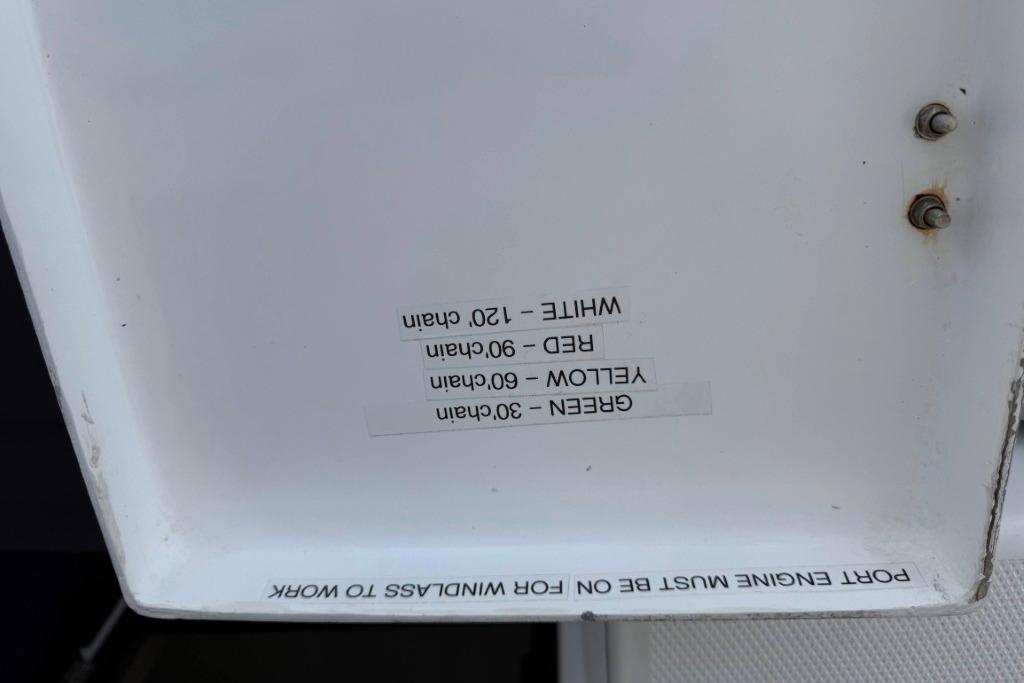 PORT ENGINE MUST BE ON FOR WINDLASS TO WORK
GREEN – 30'chain
YELLOW – 60'chain
RED – 90'chain
WHITE – 120' chain